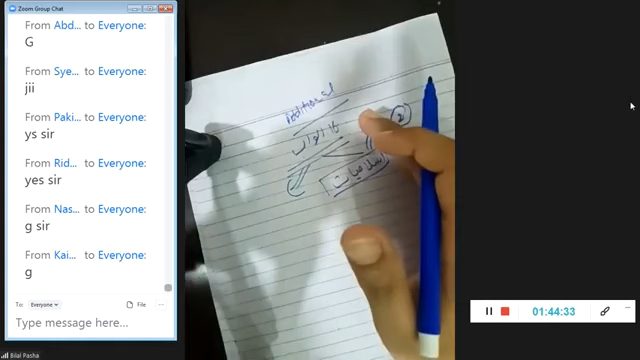 Zoom Group Chat
From Abd... to Everyone:
G
From Sye... to Everyone:
jii
From Paki... to Everyone:
ys sir
From Rid... to Everyone:
yes sir
From Nas... to Everyone:
g sir
From Kai... to Everyone:
g
To: Everyone File ...
Type message here...
Bilal Pasha
additional
اسلامیات
01:44:33